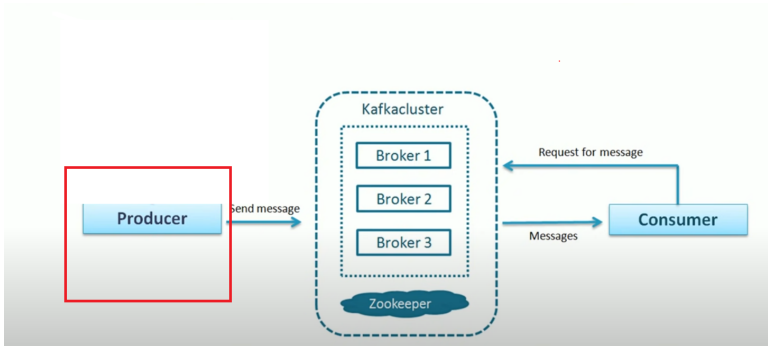 Kafkacluster
Broker 1
Request for message
Producer
Send message
Broker 2
Consumer
Broker 3
Messages
Zookeeper